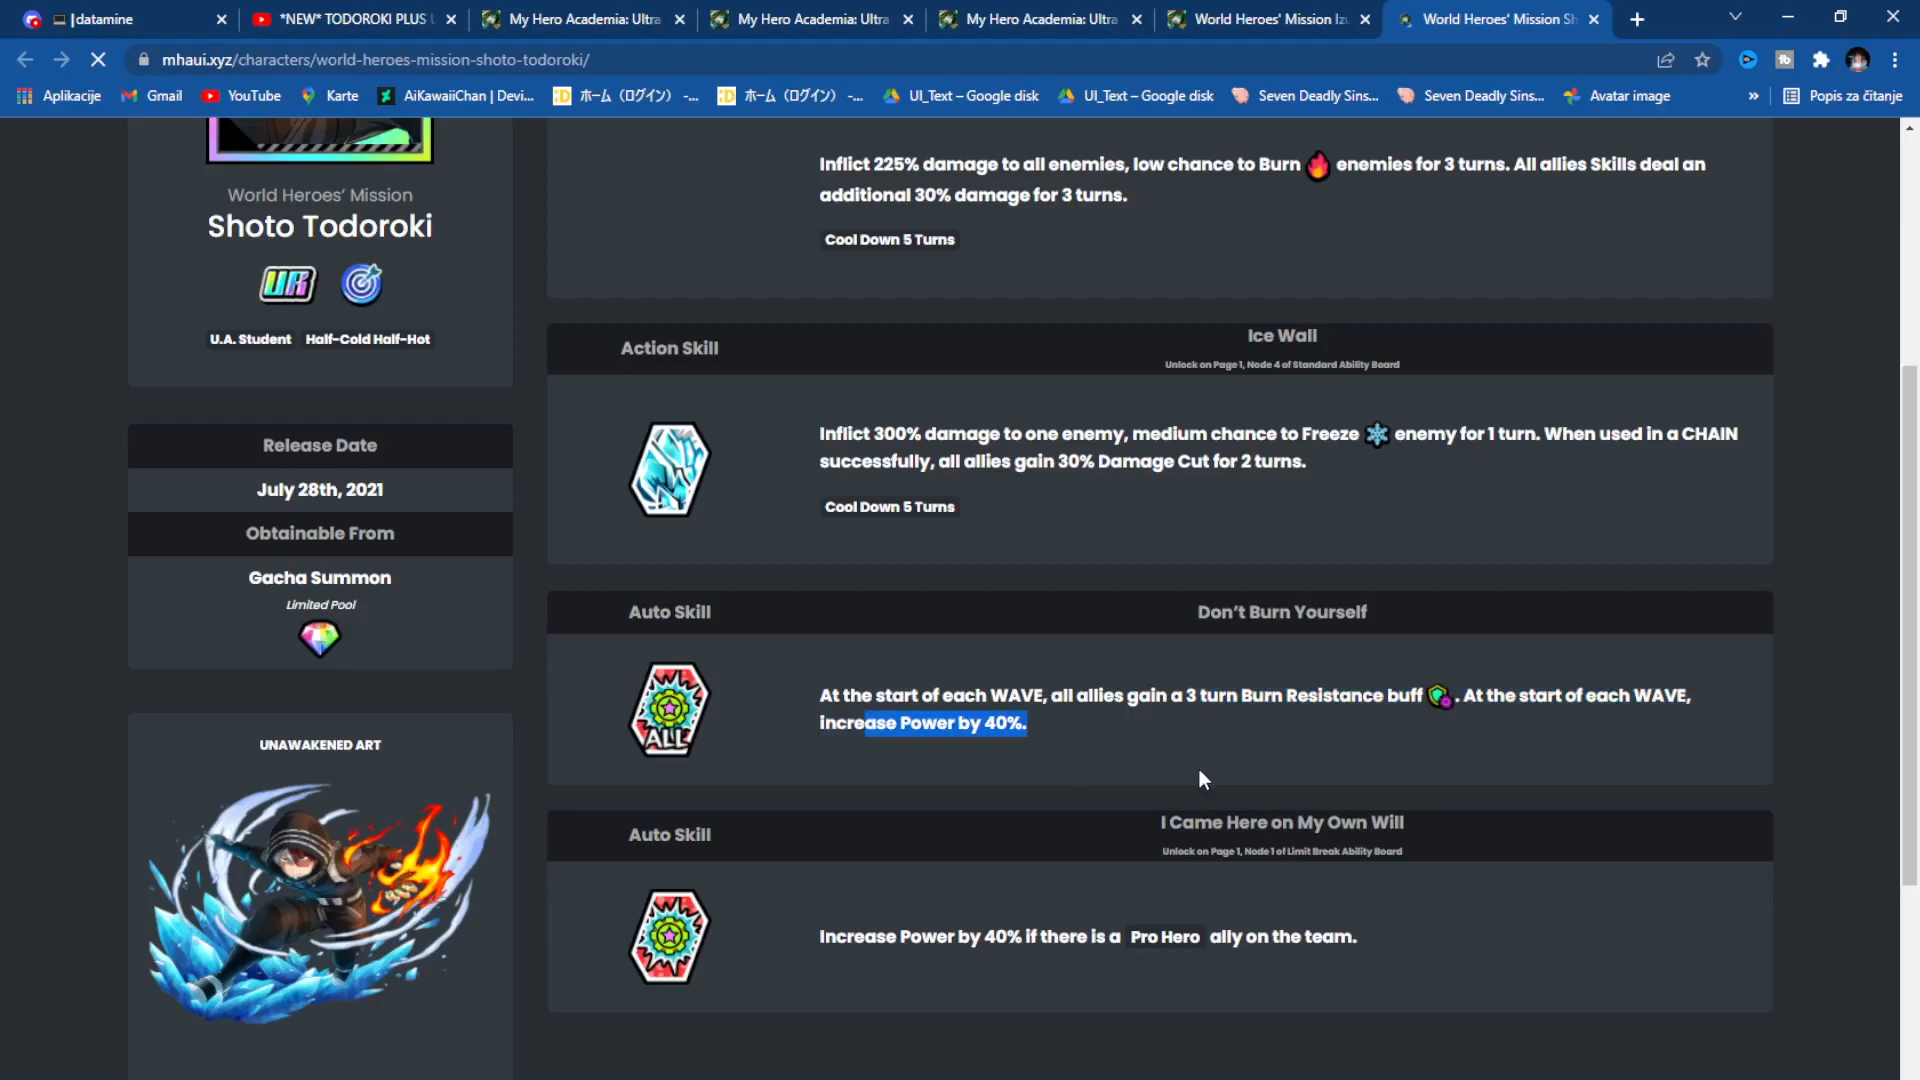 |datamine
*NEW* TODOROKI PLUS U
My Hero Academia: Ultra
My Hero Academia: Ultra
My Hero Academia: Ultra
World Heroes' Mission Iz
World Heroes' Mission Sh
mhaui.xyz/characters/world-heroes-mission-shoto-todoroki/
Aplikacije
Gmail
YouTube
Karte
AiKawaiiChan | Devi...
ホーム（ログイン） -...
ホーム（ログイン） -...
UI_Text – Google disk
UI_Text – Google disk
Seven Deadly Sins...
Seven Deadly Sins...
Avatar image
»
Popis za čitanje
World Heroes’ Mission
Shoto Todoroki
UR
U.A. Student Half-Cold Half-Hot
Release Date
July 28th, 2021
Obtainable From
Gacha Summon
Limited Pool
UNAWAKENED ART
Inflict 225% damage to all enemies, low chance to Burn enemies for 3 turns. All allies Skills deal an
additional 30% damage for 3 turns.
Cool Down 5 Turns
Action Skill
Ice Wall
Unlock on Page 1, Node 4 of Standard Ability Board
Inflict 300% damage to one enemy, medium chance to Freeze enemy for 1 turn. When used in a CHAIN
successfully, all allies gain 30% Damage Cut for 2 turns.
Cool Down 5 Turns
Auto Skill
Don’t Burn Yourself
ALL
At the start of each WAVE, all allies gain a 3 turn Burn Resistance buff . At the start of each WAVE,
increase Power by 40%.
Auto Skill
I Came Here on My Own Will
Unlock on Page 1, Node 1 of Limit Break Ability Board
Increase Power by 40% if there is a Pro Hero ally on the team.